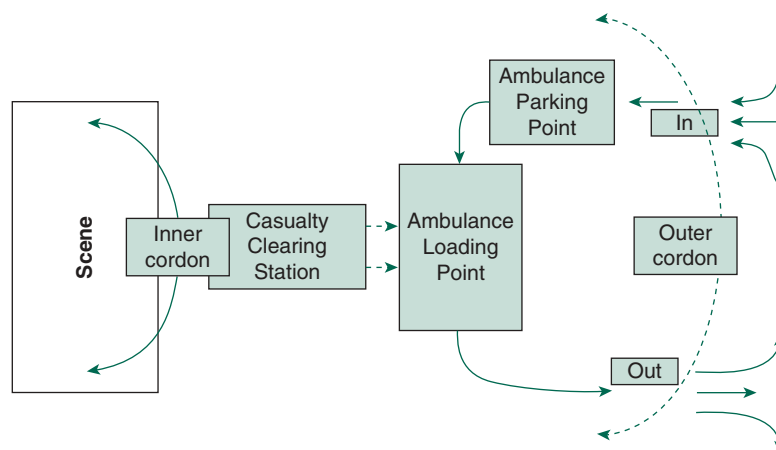 Scene
Inner
cordon
Casualty
Clearing
Station
Ambulance
Loading
Point
Ambulance
Parking
Point
In
Outer
cordon
Out